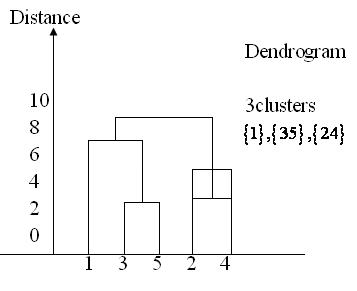 Distance
Dendrogram
3clusters
{1},{35},{24}
10
8
6
4
2
0
1 3 5 2 4